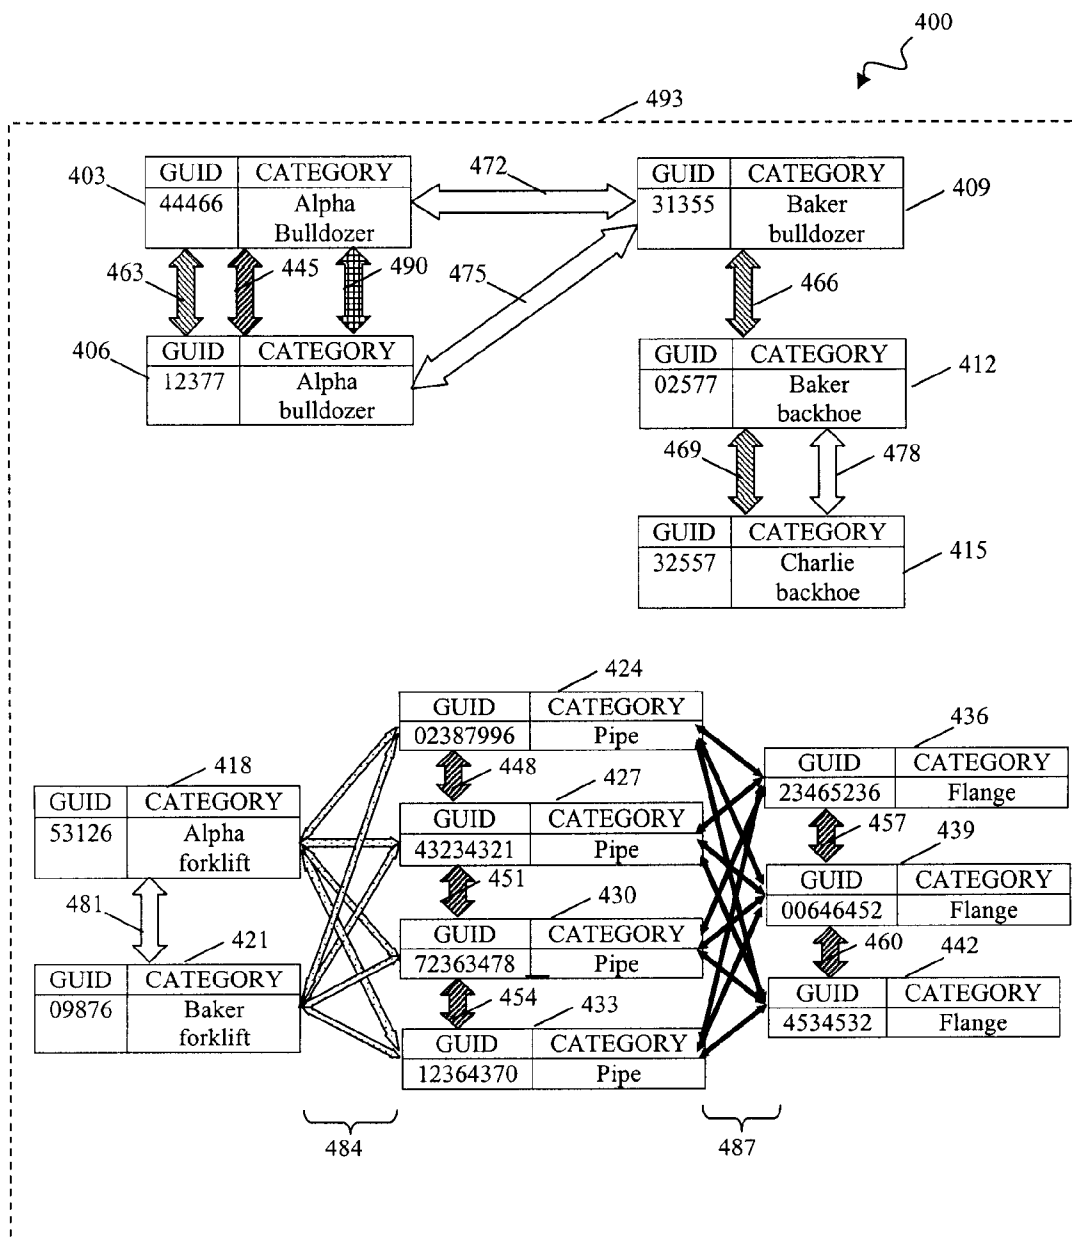 400
493
403
GUID CATEGORY
44466 Alpha
Bulldozer
472
GUID CATEGORY
31355 Baker
bulldozer
409
463
445
490
475
466
406
GUID CATEGORY
12377 Alpha
bulldozer
GUID CATEGORY
02577 Baker
backhoe
412
469
478
GUID CATEGORY
32557 Charlie
backhoe
415
424
GUID CATEGORY
02387996 Pipe
448
427
GUID CATEGORY
43234321 Pipe
451
430
GUID CATEGORY
72363478 Pipe
454
433
GUID CATEGORY
12364370 Pipe
418
GUID CATEGORY
53126 Alpha
forklift
481
421
GUID CATEGORY
09876 Baker
forklift
436
GUID CATEGORY
23465236 Flange
457
439
GUID CATEGORY
00646452 Flange
460
442
GUID CATEGORY
4534532 Flange
484
487